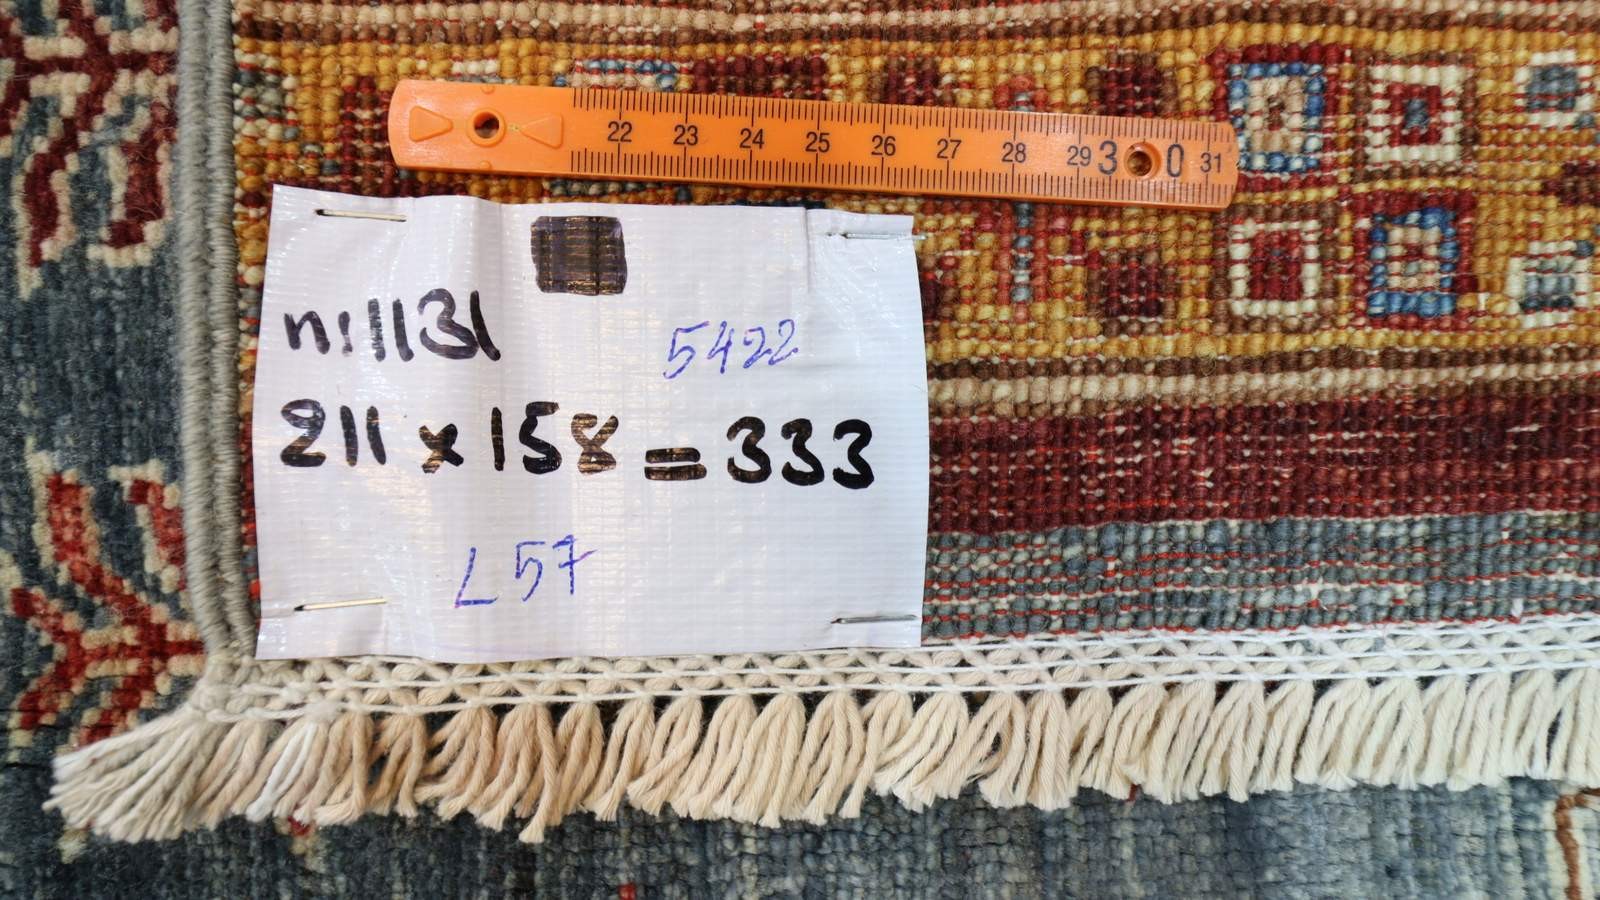 22 23 24 25 26 27 28 29 30 31
n:1131
5422
211 x 158 = 333
L57